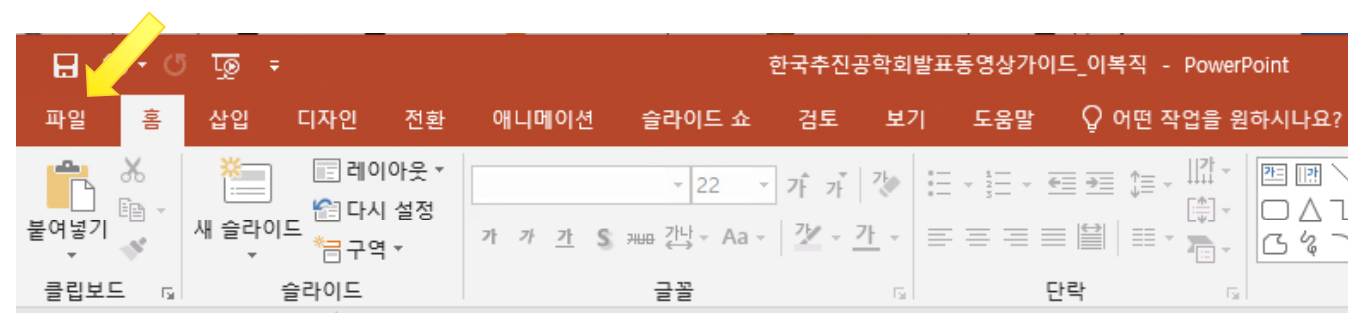 한국추진공학회발표동영상가이드_이복직 - PowerPoint
파일 홈 삽입 디자인 전환 애니메이션 슬라이드 쇼 검토 보기 도움말 어떤 작업을 원하시나요?
붙여넣기 새 슬라이드 레이아웃 22 가 가 가 가
다시 설정
구역 가 가 가 S 개내 간나 Aa 가 가
클립보드 슬라이드 글꼴 단락